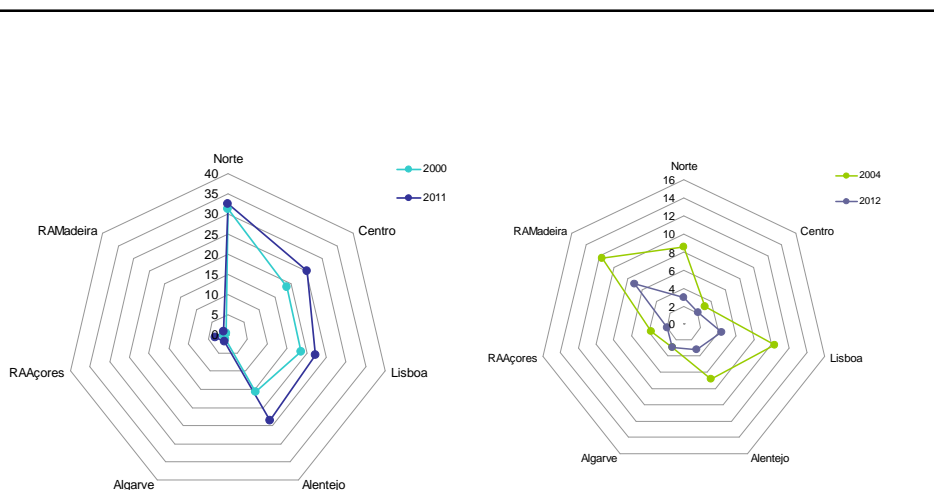 Norte
40
35
30
25
20
15
10
5
0
Centro
Lisboa
Alentejo
Algarve
RAAçores
RAMadeira
2000
2011
Norte
16
14
12
10
8
6
4
2
0
Centro
Lisboa
Alentejo
Algarve
RAAçores
RAMadeira
2004
2012